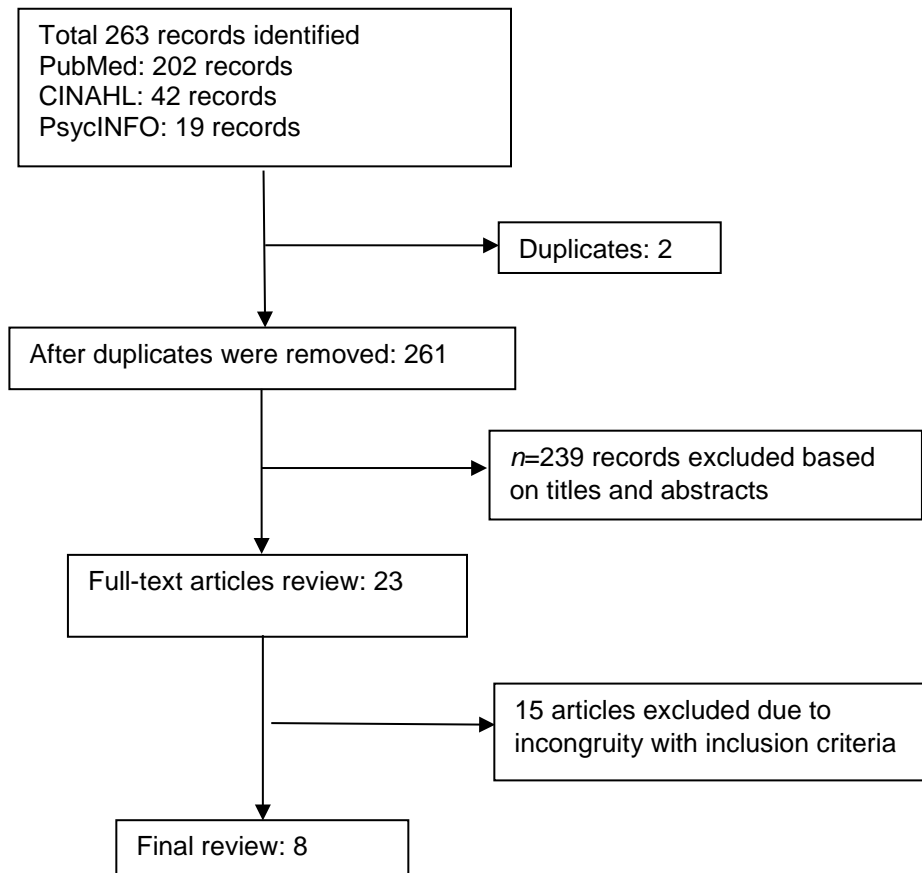 Total 263 records identified
PubMed: 202 records
CINAHL: 42 records
PsycINFO: 19 records
Duplicates: 2
After duplicates were removed: 261
n=239 records excluded based
on titles and abstracts
Full-text articles review: 23
15 articles excluded due to
incongruity with inclusion criteria
Final review: 8